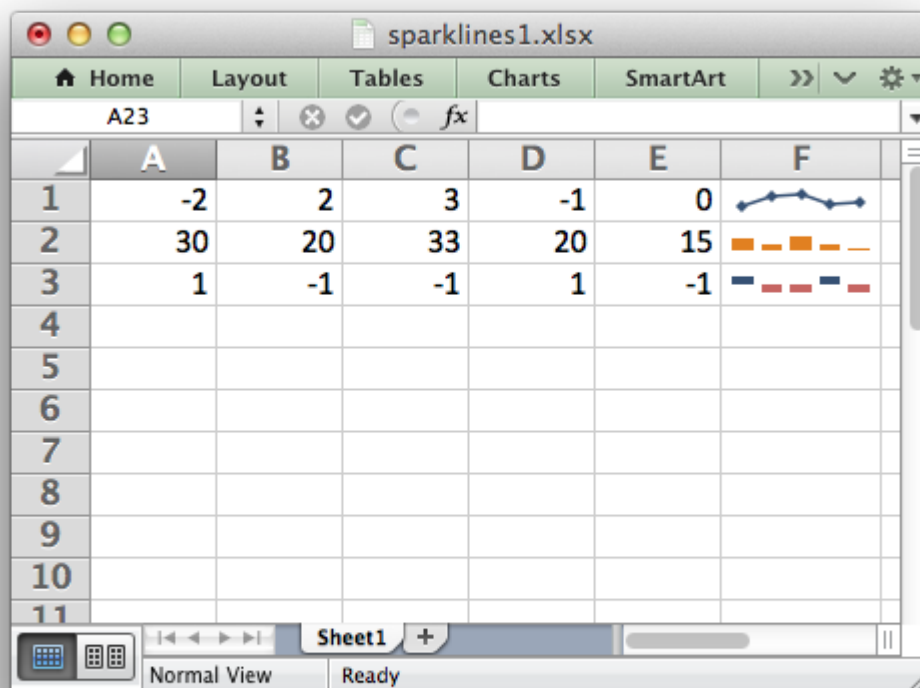 sparklines1.xlsx
Home Layout Tables Charts SmartArt
A23 fx
A B C D E F
1 -2 2 3 -1 0
2 30 20 33 20 15
3 1 -1 -1 1 -1
4
5
6
7
8
9
10
11
Sheet1 +
Normal View Ready